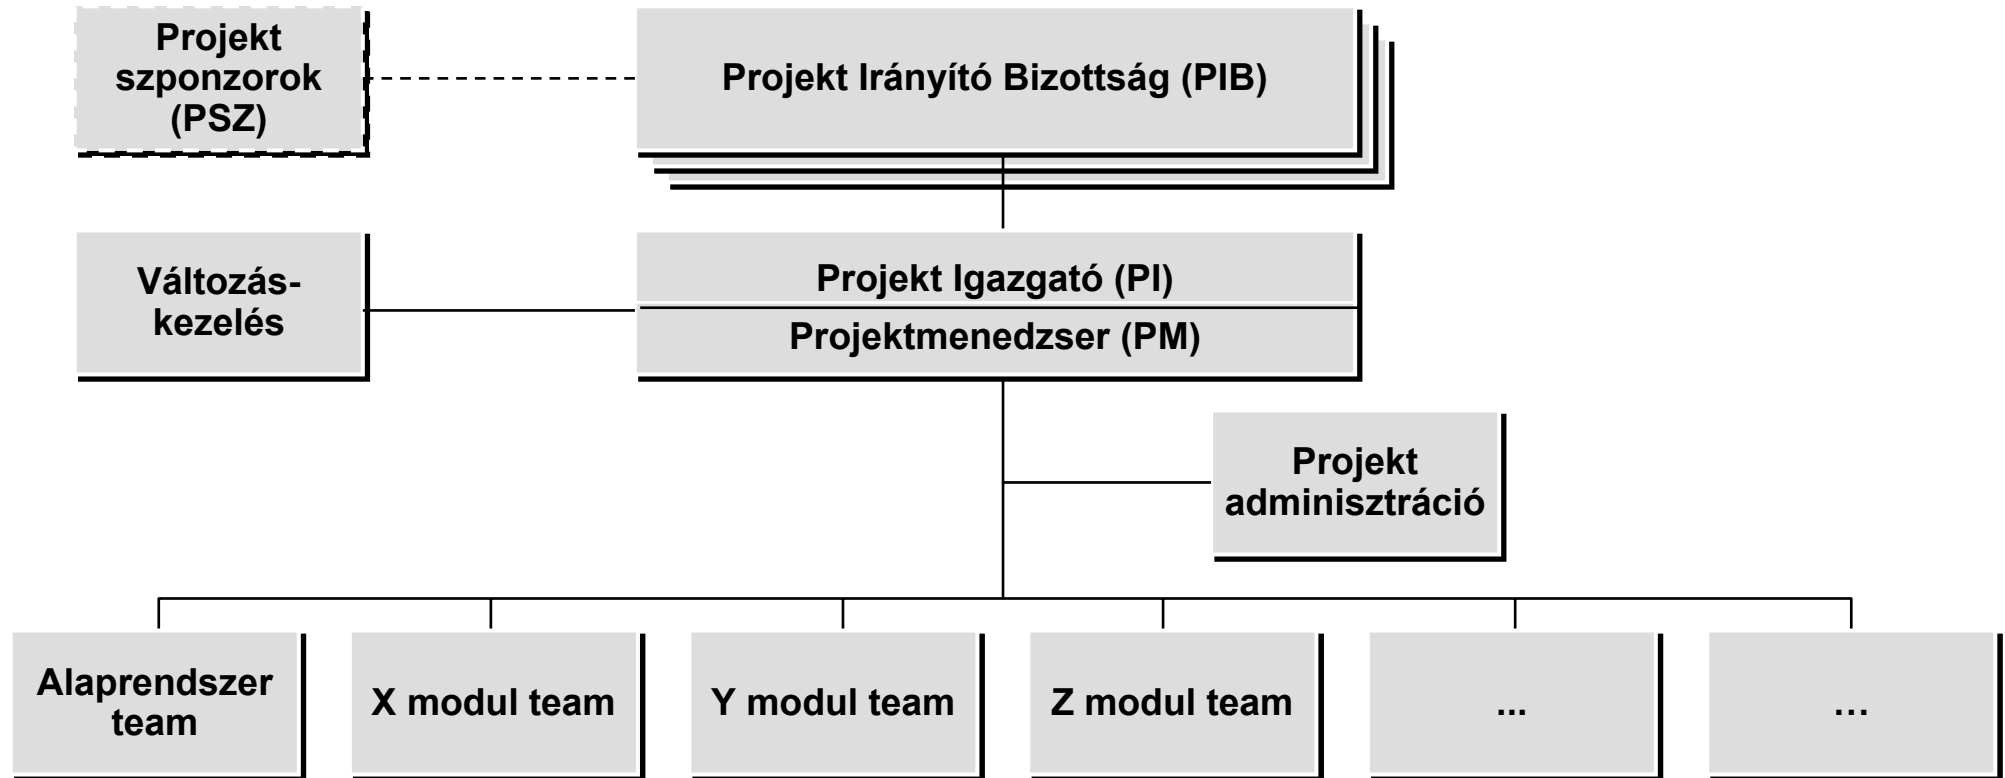 Projekt
szponzorok
(PSZ)
Projekt Irányító Bizottság (PIB)
Változás-
kezelés
Projekt Igazgató (PI)
Projektmenedzser (PM)
Projekt
adminisztráció
Alaprendszer
team
X modul team
Y modul team
Z modul team
...
…